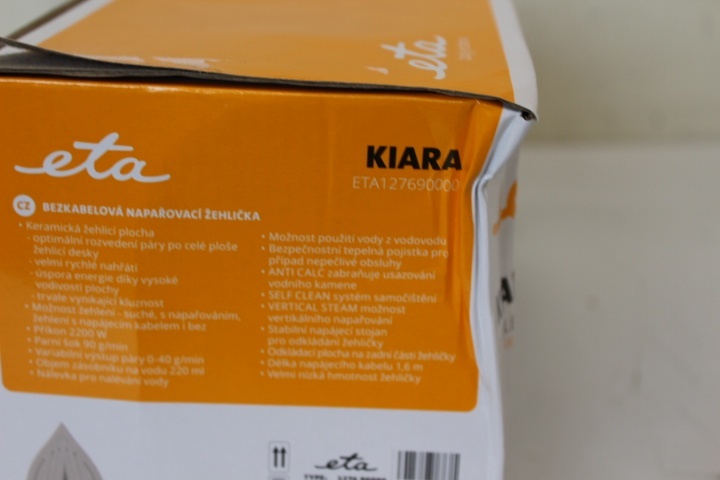 eta
eta
KIARA
ETA127690000
CZ BEZKABELOVÁ NAPAŘOVACÍ ŽEHLIČKA
• Keramická žehlicí plocha
- optimální rozvedení páry po celé ploše
žehlicí desky
- velmi rychlé nahřátí
- úspora energie díky vysoké
vodivosti plochy
- trvale vynikající kluznost
• Možnost žehlení - suché, s napařováním,
žehlení s napájecím kabelem i bez
• Příkon 2200 W
• Parní šok 90 g/min
• Variabilní výstup páry 0-40 g/min
• Objem zásobníku na vodu 220 ml
• Nálevka pro nalévání vody
• Možnost použití vody z vodovodu
• Bezpečnostní tepelná pojistka pro
případ nepečlivé obsluhy
• ANTI CALC zabraňuje usazování
vodního kamene
• SELF CLEAN systém samočištění
• VERTICAL STEAM možnost
vertikálního napařování
• Stabilní napájecí stojan
pro odkládání žehličky
• Odkládací plocha na zadní části žehličky
• Délka napájecího kabelu 1,6 m
• Velmi nízká hmotnost žehličky
eta